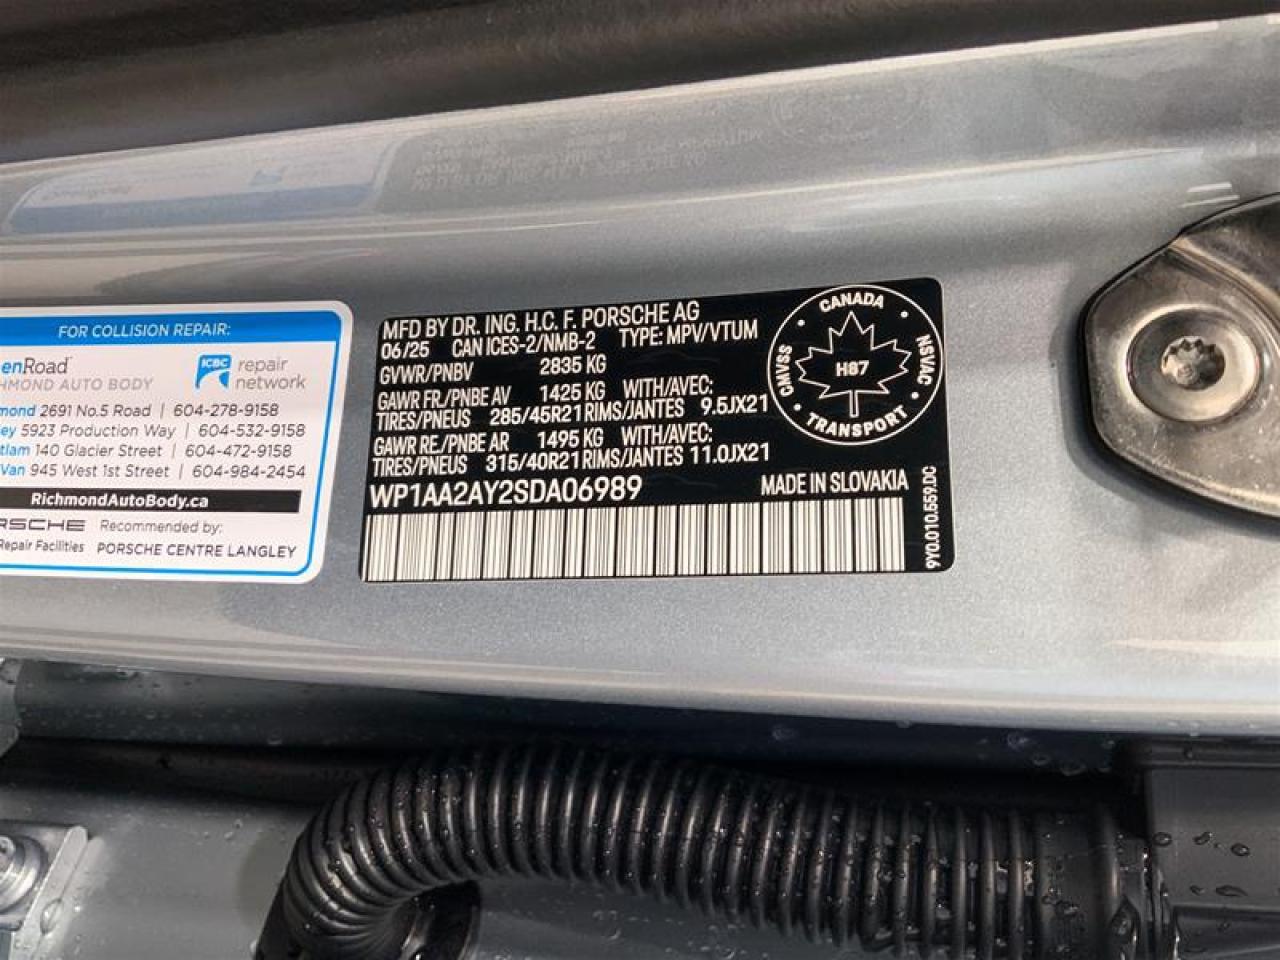 FOR COLLISION REPAIR:
enRoad
CHMOND AUTO BODY
ICBC repair
network
mond 2691 No.5 Road | 604-278-9158
ley 5923 Production Way | 604-532-9158
itlam 140 Glacier Street | 604-472-9158
Van 945 West 1st Street | 604-984-2454
RichmondAutoBody.ca
RSCHE Recommended by:
Repair Facilities PORSCHE CENTRE LANGLEY
MFD BY DR. ING. H.C. F. PORSCHE AG
06/25 CAN ICES-2/NMB-2 TYPE: MPV/VTUM
GVWR/PNBV 2835 KG
GAWR FR/PNBE AV 1425 KG WITH/AVEC:
TIRES/PNEUS 285/45R21 RIMS/JANTES 9.5JX21
GAWR RE./PNBE AR 1495 KG WITH/AVEC:
TIRES/PNEUS 315/40R21 RIMS/JANTES 11.0JX21
WP1AA2AY2SDA06989 MADE IN SLOVAKIA
CANADA
CMVSS
H87
NSVAC
TRANSPORT
9Y0.010.559.DC